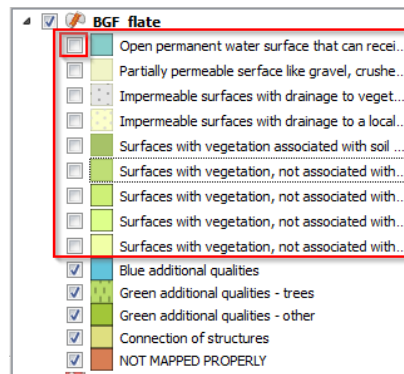 BGF_flate
Open permanent water surface that can recei...
Partially permeable serface like gravel, crushe...
Impermeable surfaces with drainage to veget...
Impermeable surfaces with drainage to a local...
Surfaces with vegetation associated with soil ...
Surfaces with vegetation, not associated with...
Surfaces with vegetation, not associated with...
Surfaces with vegetation, not associated with...
Surfaces with vegetation, not associated with...
Blue additional qualities
Green additional qualities - trees
Green additional qualities - other
Connection of structures
NOT MAPPED PROPERLY